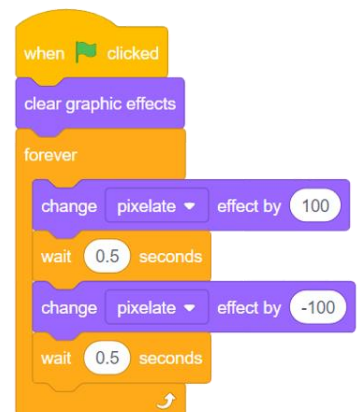 when clicked
clear graphic effects
forever
change pixelate effect by 100
wait 0.5 seconds
change pixelate effect by -100
wait 0.5 seconds